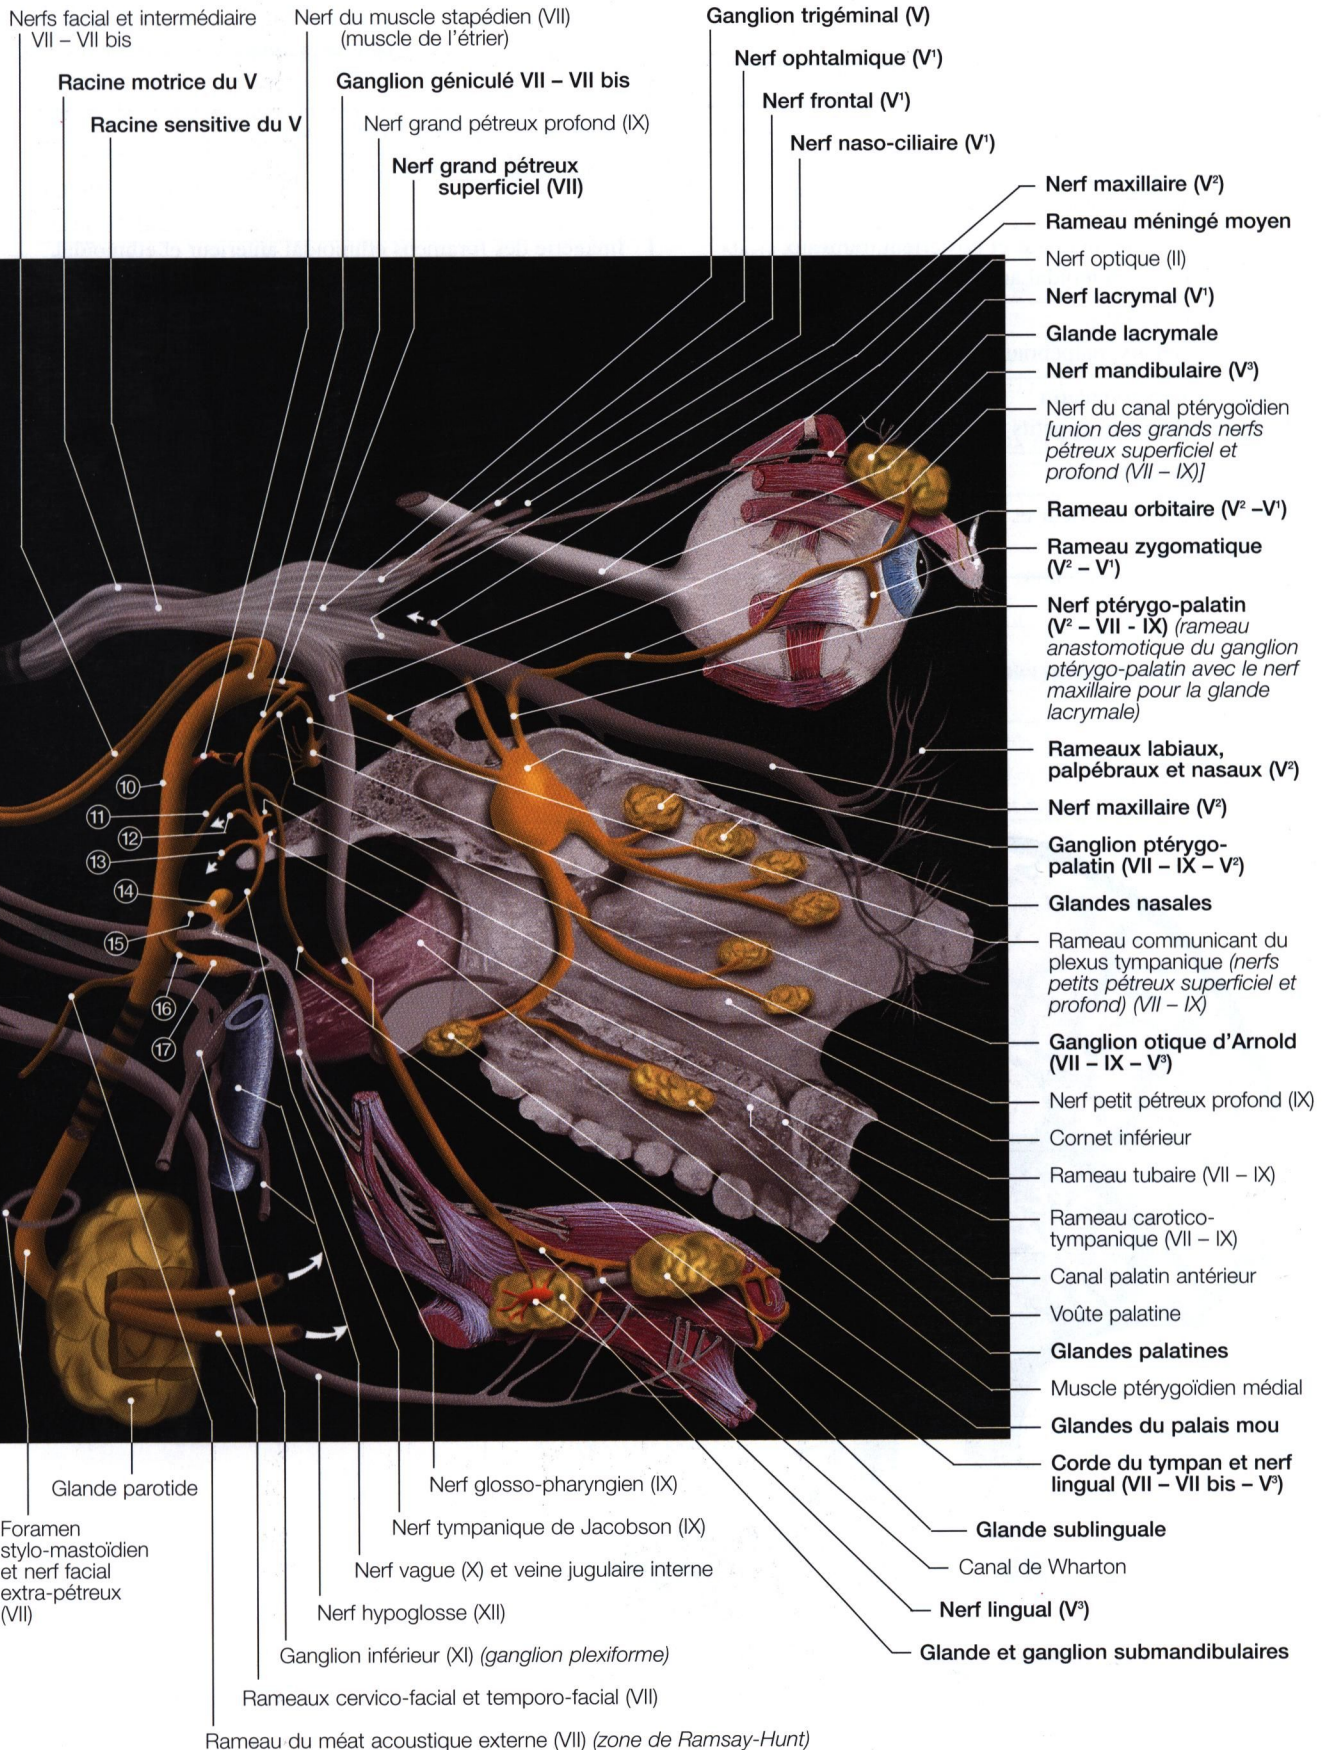 Nerfs facial et intermédiaire
VII – VII bis
Racine motrice du V
Racine sensitive du V
Nerf du muscle stapédien (VII)
(muscle de l'étrier)
Ganglion géniculé VII – VII bis
Nerf grand pétreux profond (IX)
Nerf grand pétreux
superficiel (VII)
Ganglion trigéminal (V)
Nerf ophtalmique (V¹)
Nerf frontal (V¹)
Nerf naso-ciliaire (V¹)
Nerf maxillaire (V²)
Rameau méningé moyen
Nerf optique (II)
Nerf lacrymal (V¹)
Glande lacrymale
Nerf mandibulaire (V³)
Nerf du canal ptérygoïdien
[union des grands nerfs
pétreux superficiel et
profond (VII – IX)]
Rameau orbitaire (V² –V¹)
Rameau zygomatique
(V² – V¹)
Nerf ptérygo-palatin
(V² – VII - IX) (rameau
anastomotique du ganglion
ptérygo-palatin avec le nerf
maxillaire pour la glande
lacrymale)
Rameaux labiaux,
palpébraux et nasaux (V²)
Nerf maxillaire (V²)
Ganglion ptérygo-
palatin (VII – IX – V²)
Glandes nasales
Rameau communicant du
plexus tympanique (nerfs
petits pétreux superficiel et
profond) (VII – IX)
Ganglion otique d'Arnold
(VII – IX – V³)
Nerf petit pétreux profond (IX)
Cornet inférieur
Rameau tubaire (VII – IX)
Rameau carotico-
tympanique (VII – IX)
Canal palatin antérieur
Voûte palatine
Glandes palatines
Muscle ptérygoïdien médial
Glandes du palais mou
Corde du tympan et nerf
lingual (VII – VII bis – V³)
Glande sublinguale
Canal de Wharton
Nerf lingual (V³)
Glande et ganglion submandibulaires
10
11
12
13
14
15
16
17
Glande parotide
Foramen
stylo-mastoïdien
et nerf facial
extra-pétreux
(VII)
Nerf glosso-pharyngien (IX)
Nerf tympanique de Jacobson (IX)
Nerf vague (X) et veine jugulaire interne
Nerf hypoglosse (XII)
Ganglion inférieur (XI) (ganglion plexiforme)
Rameaux cervico-facial et temporo-facial (VII)
Rameau du méat acoustique externe (VII) (zone de Ramsay-Hunt)